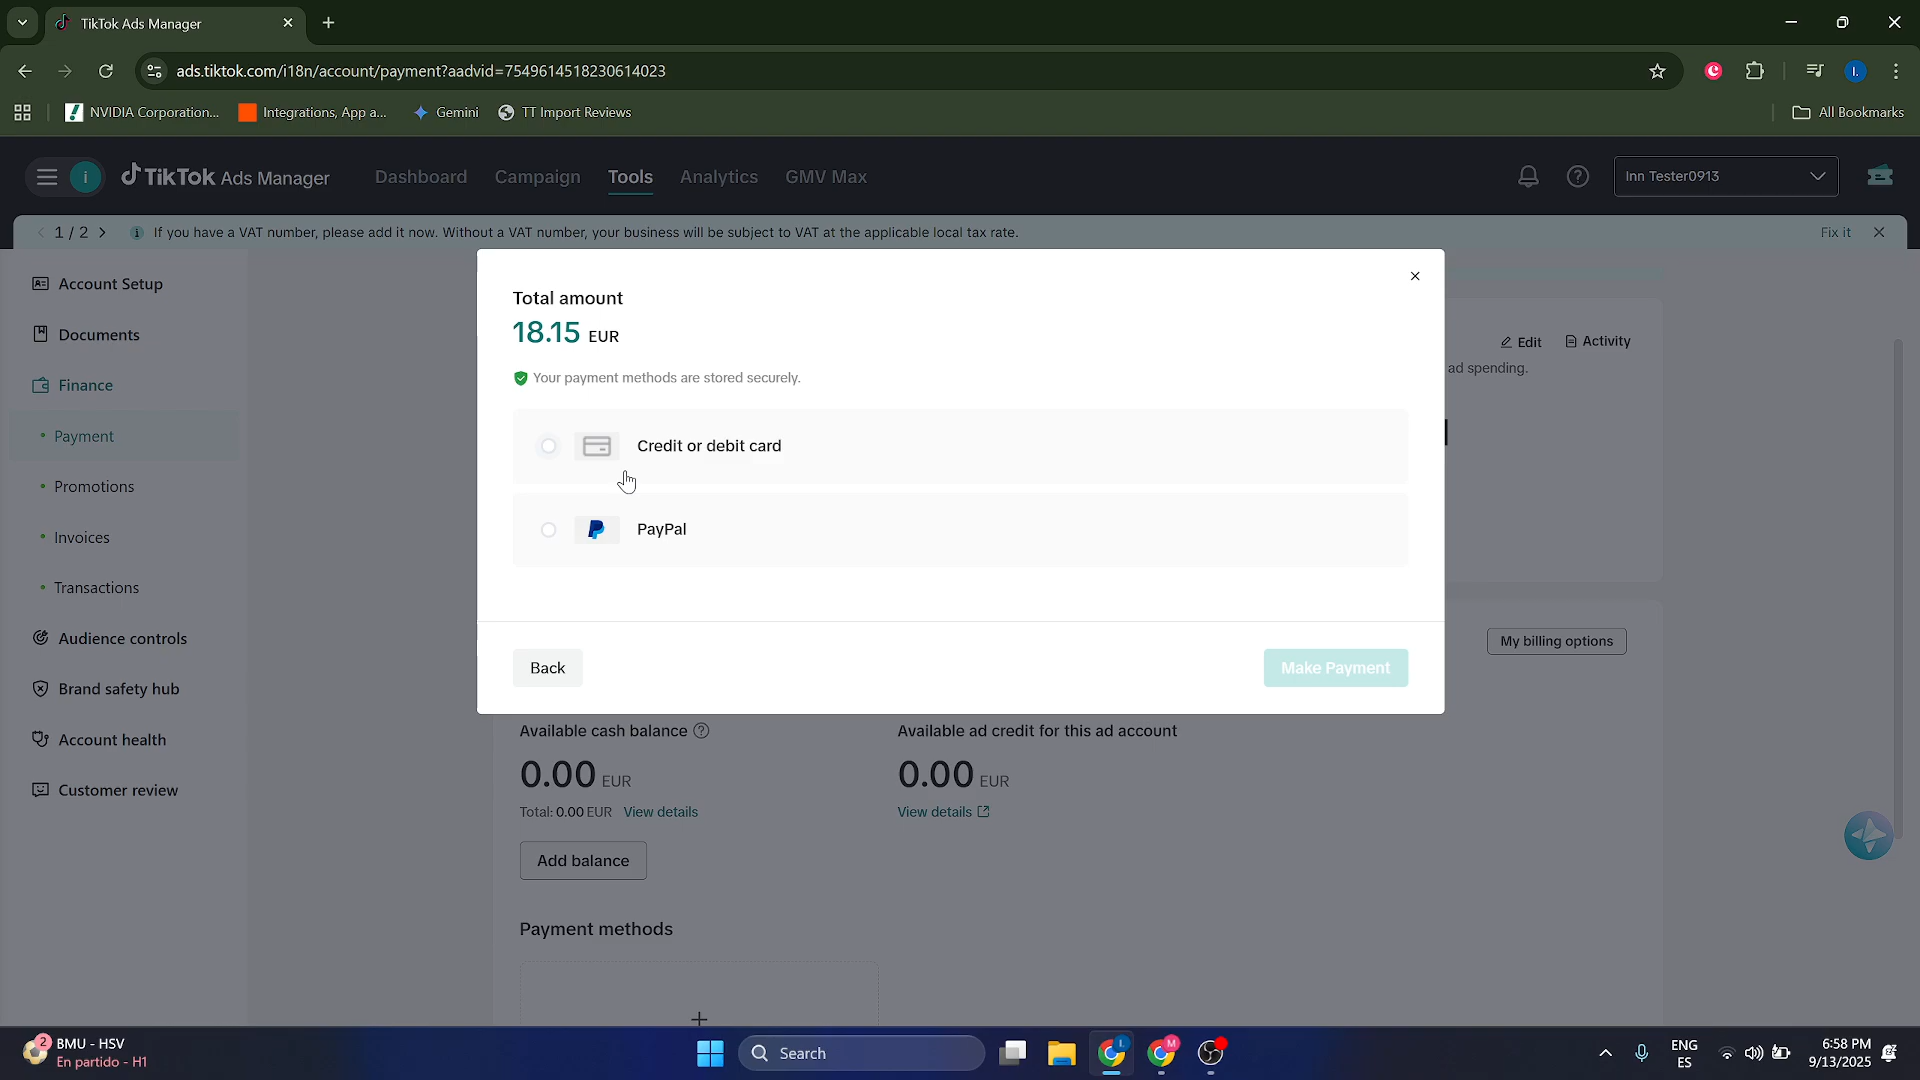 TikTok Ads Manager
ads.tiktok.com/i18n/account/payment?aadvid=7549614518230614023
NVIDIA Corporation...
Integrations, App a...
Gemini
TT Import Reviews
All Bookmarks
i
TikTok Ads Manager
Dashboard
Campaign
Tools
Analytics
GMV Max
Inn Tester0913
1 / 2
If you have a VAT number, please add it now. Without a VAT number, your business will be subject to VAT at the applicable local tax rate.
Fix it
Account Setup
Documents
Finance
Payment
Promotions
Invoices
Transactions
Audience controls
Brand safety hub
Account health
Customer review
Total amount
18.15 EUR
Your payment methods are stored securely.
Credit or debit card
PayPal
Back
Make Payment
Edit
Activity
ad spending.
My billing options
Available cash balance
0.00 EUR
Total: 0.00 EUR View details
Add balance
Available ad credit for this ad account
0.00 EUR
View details
Payment methods
2
BMU - HSV
En partido - H1
Search
ENG
ES
6:58 PM
9/13/2025